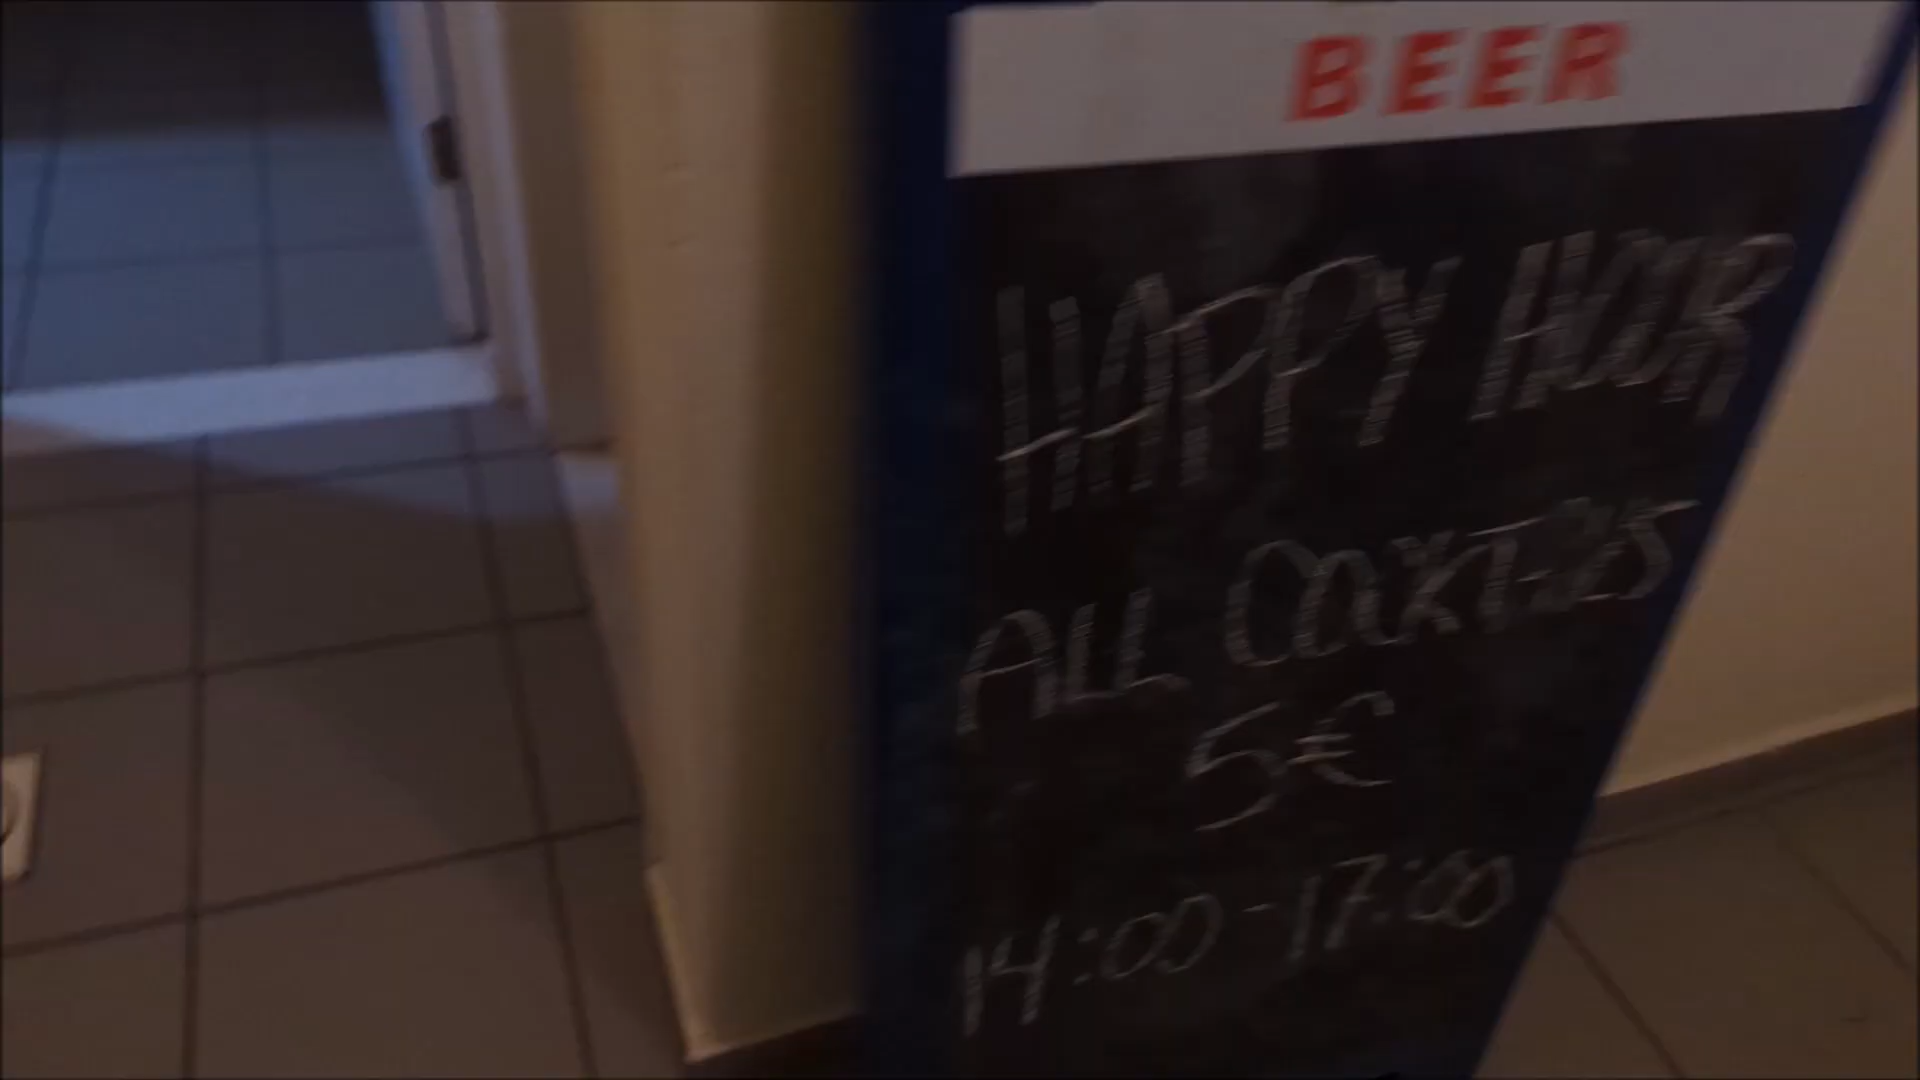 BEER
HAPPY HOUR
ALL COCKTAILS
5€
14:00-17:00